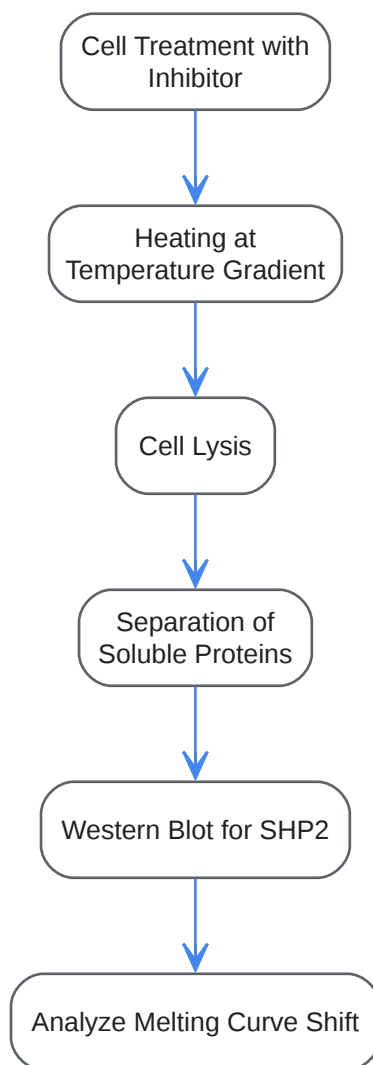 Cell Treatment with
Inhibitor
Heating at
Temperature Gradient
Cell Lysis
Separation of
Soluble Proteins
Western Blot for SHP2
Analyze Melting Curve Shift